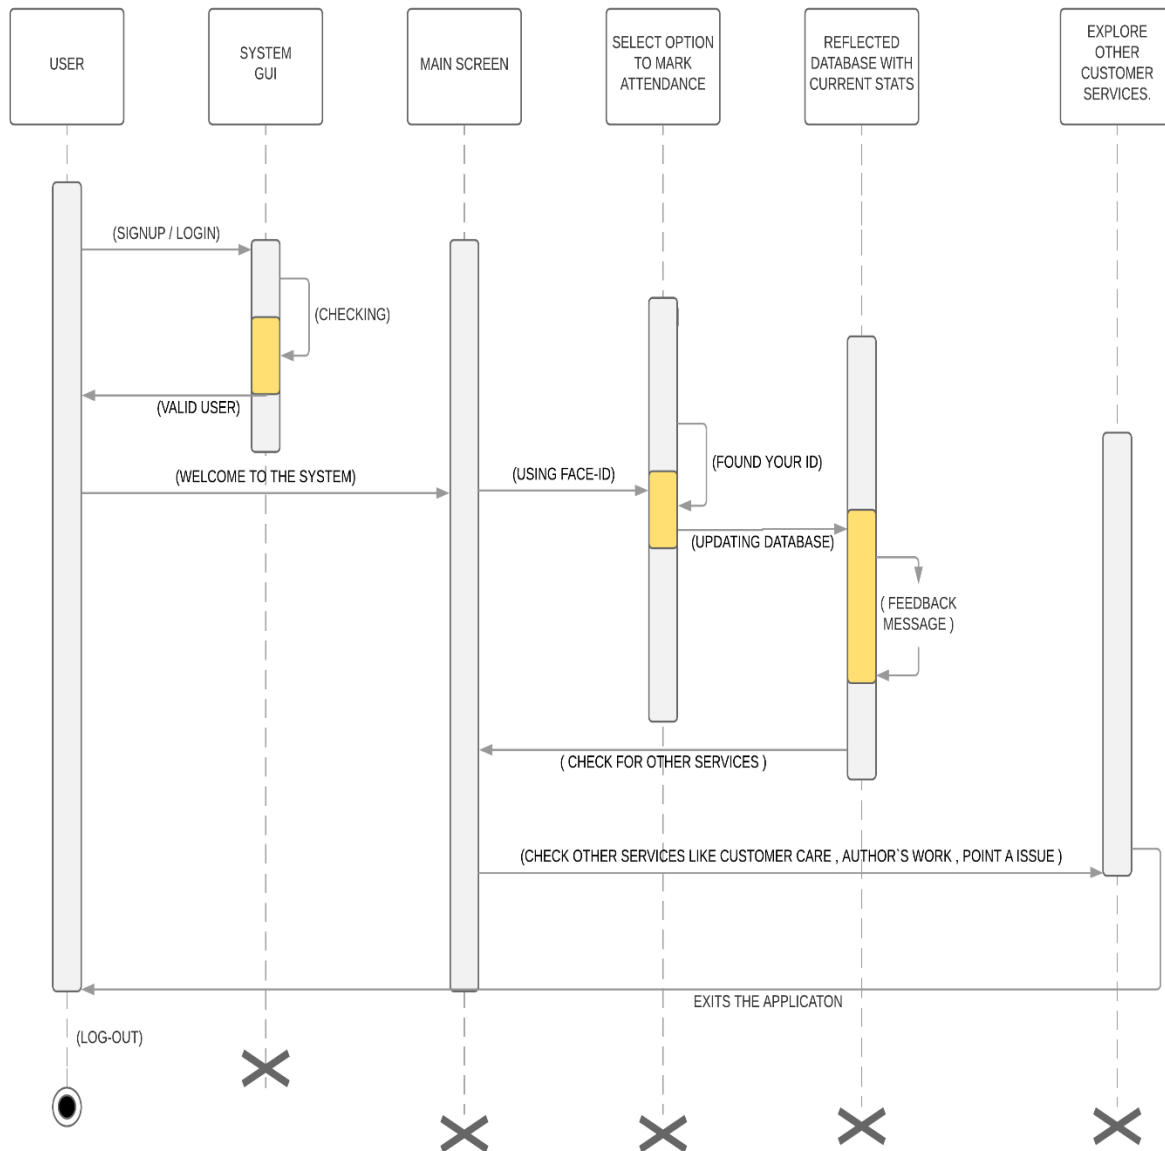 USER
SYSTEM
GUI
MAIN SCREEN
SELECT OPTION
TO MARK
ATTENDANCE
REFLECTED
DATABASE WITH
CURRENT STATS
EXPLORE
OTHER
CUSTOMER
SERVICES.
(SIGNUP / LOGIN)
(CHECKING)
(VALID USER)
(WELCOME TO THE SYSTEM)
(USING FACE-ID)
(FOUND YOUR ID)
(UPDATING DATABASE)
( FEEDBACK
MESSAGE )
( CHECK FOR OTHER SERVICES )
(CHECK OTHER SERVICES LIKE CUSTOMER CARE , AUTHOR`S WORK , POINT A ISSUE )
EXITS THE APPLICATON
(LOG-OUT)